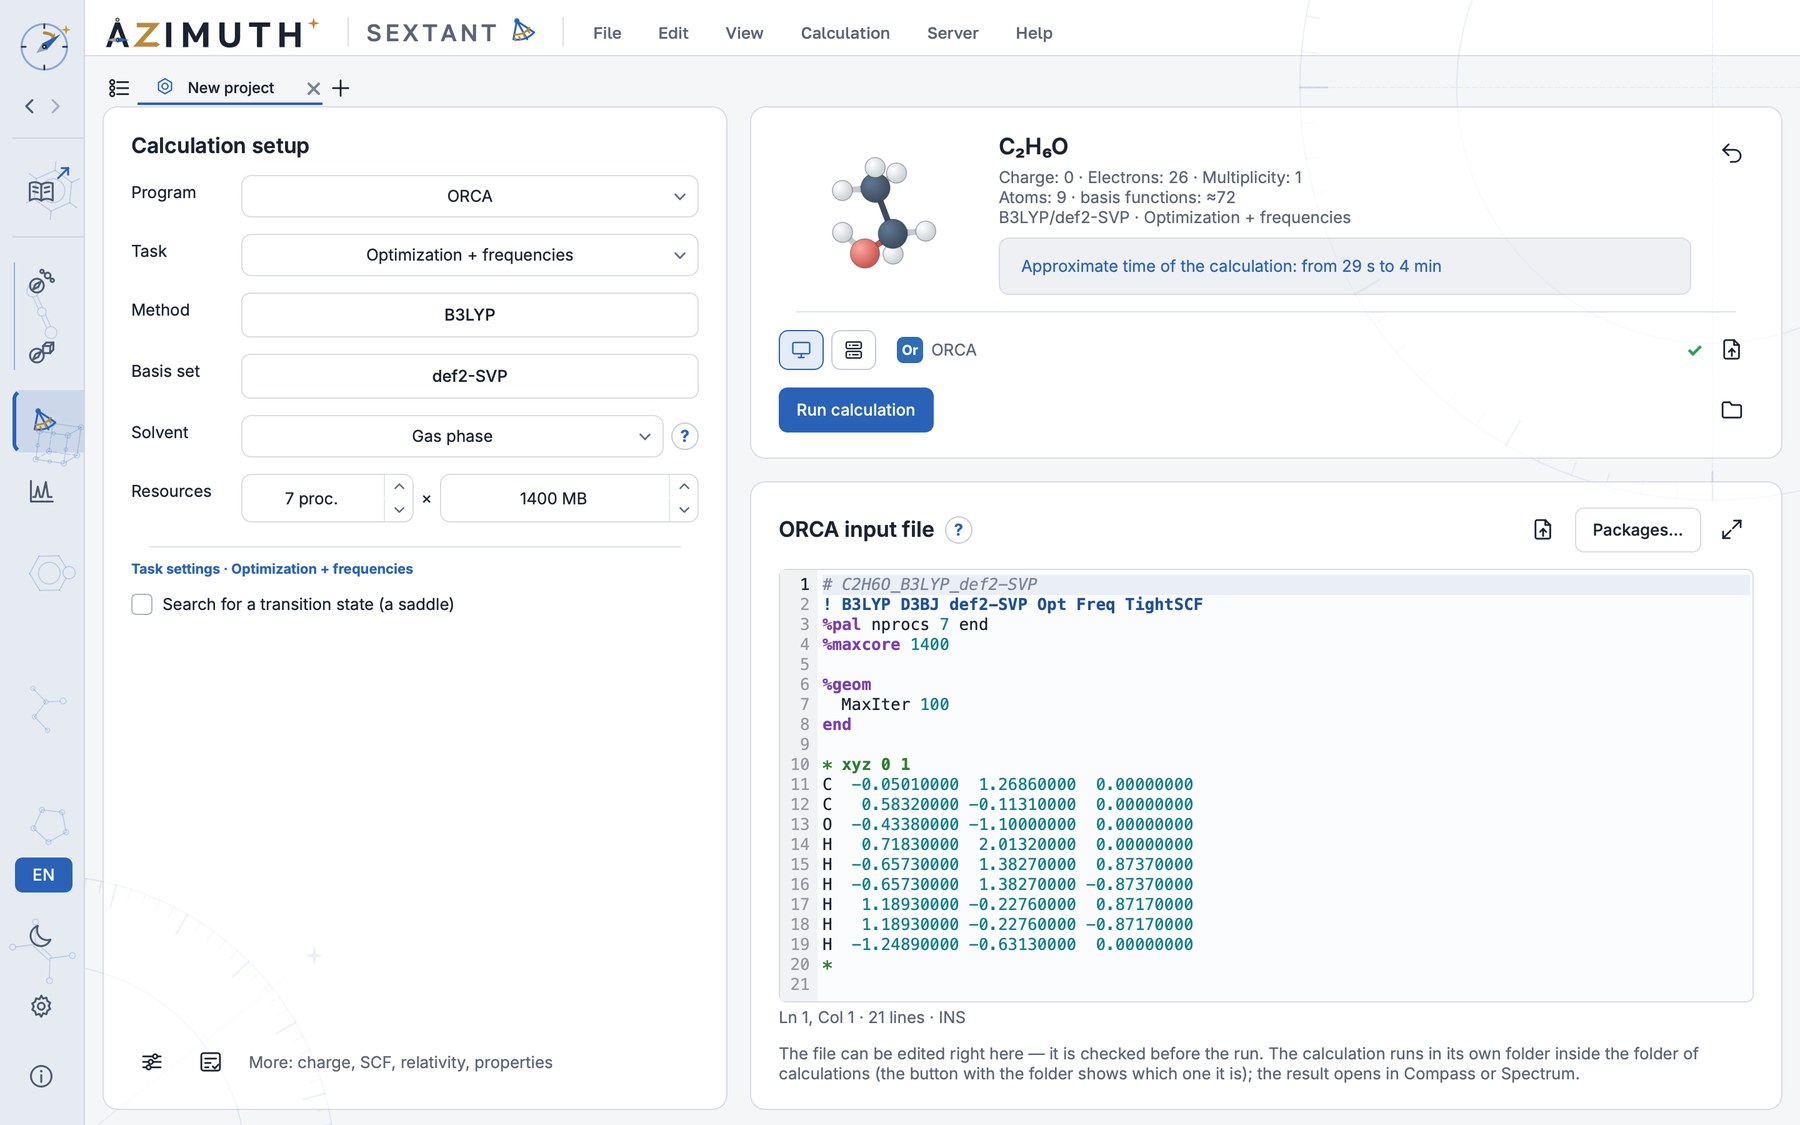 AZIMUTH
SEXTANT
File Edit View Calculation Server Help
New project
Calculation setup
Program ORCA
Task Optimization + frequencies
Method B3LYP
Basis set def2-SVP
Solvent Gas phase ?
Resources 7 proc. × 1400 MB
Task settings · Optimization + frequencies
Search for a transition state (a saddle)
More: charge, SCF, relativity, properties
EN
C₂H₆O
Charge: 0 · Electrons: 26 · Multiplicity: 1
Atoms: 9 · basis functions: ≈72
B3LYP/def2-SVP · Optimization + frequencies
Approximate time of the calculation: from 29 s to 4 min
Or ORCA
Run calculation
ORCA input file ? Packages...
1 # C2H6O_B3LYP_def2-SVP
2 ! B3LYP D3BJ def2-SVP Opt Freq TightSCF
3 %pal nprocs 7 end
4 %maxcore 1400
5
6 %geom
7   MaxIter 100
8 end
9
10 * xyz 0 1
11 C  -0.05010000  1.26860000  0.00000000
12 C   0.58320000 -0.11310000  0.00000000
13 O  -0.43380000 -1.10000000  0.00000000
14 H   0.71830000  2.01320000  0.00000000
15 H  -0.65730000  1.38270000  0.87370000
16 H  -0.65730000  1.38270000 -0.87370000
17 H   1.18930000 -0.22760000  0.87170000
18 H   1.18930000 -0.22760000 -0.87170000
19 H  -1.24890000 -0.63130000  0.00000000
20 *
21
Ln 1, Col 1 · 21 lines · INS
The file can be edited right here — it is checked before the run. The calculation runs in its own folder inside the folder of
calculations (the button with the folder shows which one it is); the result opens in Compass or Spectrum.